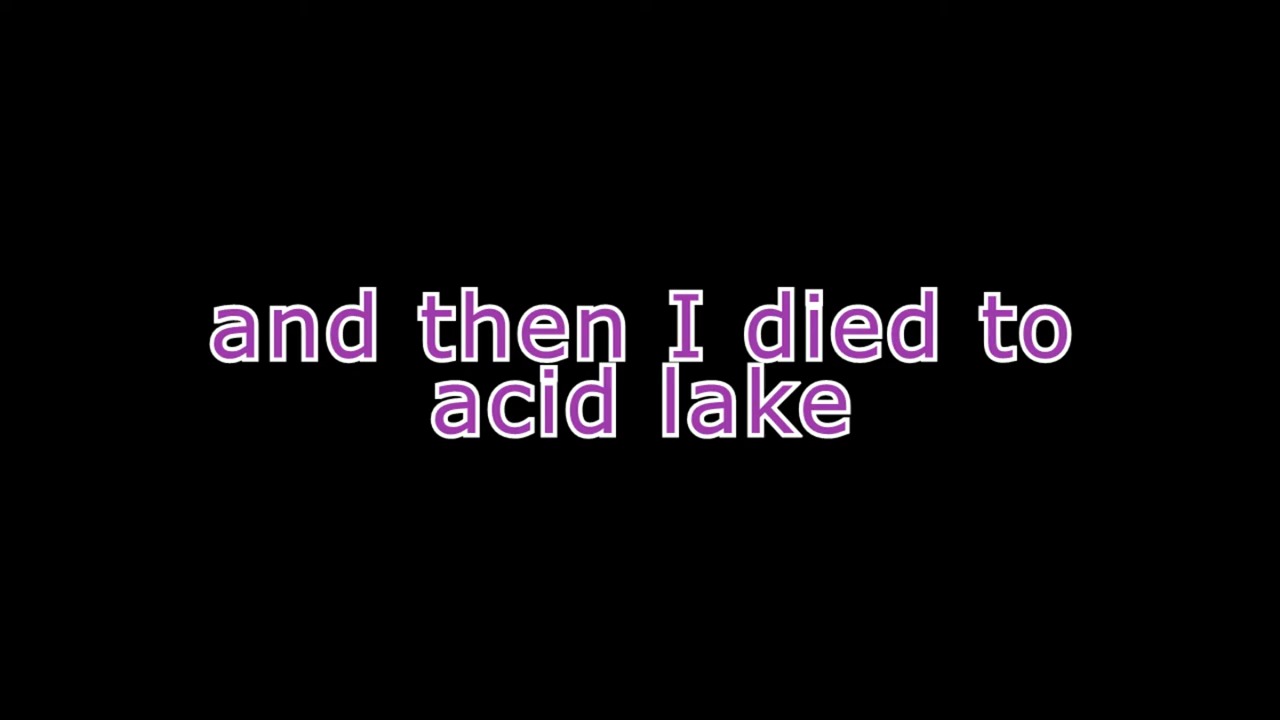 and then I died to
acid lake